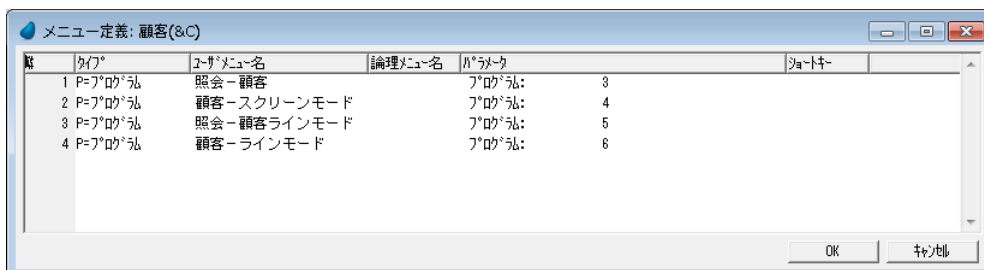 メニュー定義: 顧客(&C)
ﾀｲﾌﾟ ﾕｰｻﾞﾒﾆｭｰ名 論理ﾒﾆｭｰ名 ﾊﾟﾗﾒｰﾀ ｼｮｰﾄｷｰ
1 P=ﾌﾟﾛｸﾞﾗﾑ 照会－顧客 ﾌﾟﾛｸﾞﾗﾑ: 3
2 P=ﾌﾟﾛｸﾞﾗﾑ 顧客－スクリーンモード ﾌﾟﾛｸﾞﾗﾑ: 4
3 P=ﾌﾟﾛｸﾞﾗﾑ 照会－顧客ラインモード ﾌﾟﾛｸﾞﾗﾑ: 5
4 P=ﾌﾟﾛｸﾞﾗﾑ 顧客－ラインモード ﾌﾟﾛｸﾞﾗﾑ: 6
OK ｷｬﾝｾﾙ